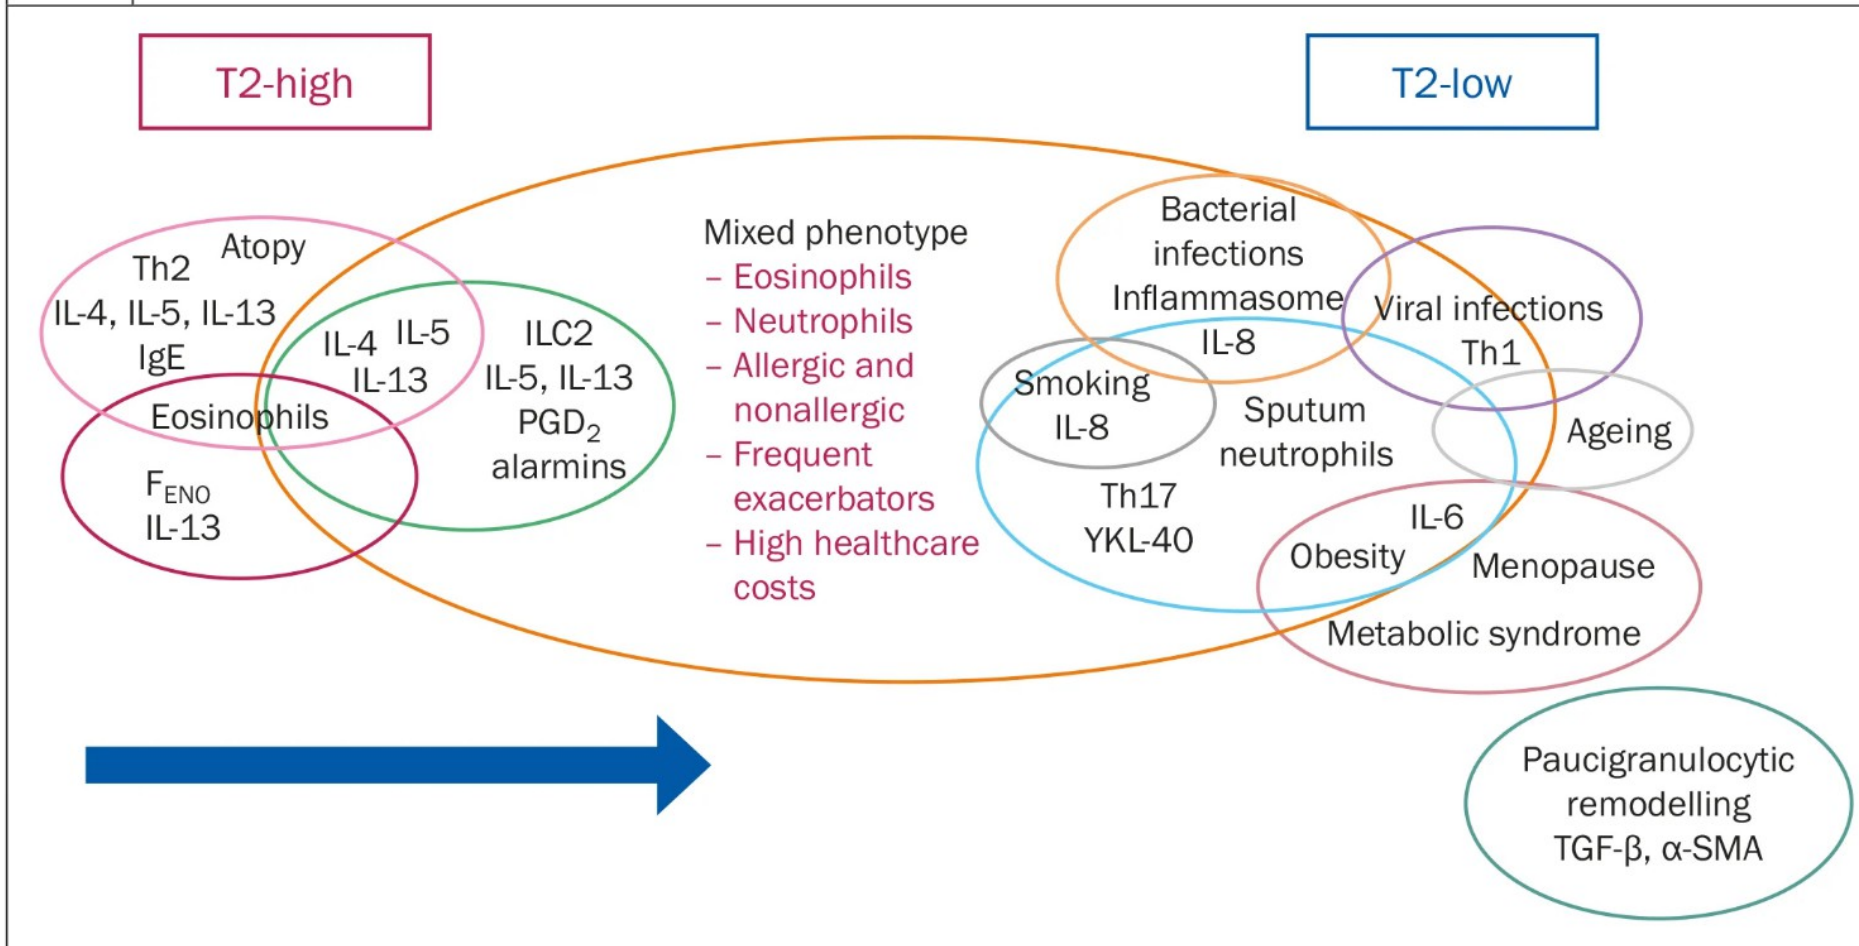 T2-high
T2-low
Atopy
Th2
IL-4, IL-5, IL-13
IgE
Eosinophils
F_ENO
IL-13
IL-4 IL-5
IL-13
ILC2
IL-5, IL-13
PGD₂
alarmins
Mixed phenotype
– Eosinophils
– Neutrophils
– Allergic and
nonallergic
– Frequent
exacerbators
– High healthcare
costs
Bacterial
infections
Inflammasome
IL-8
Viral infections
Th1
Smoking
IL-8
Sputum
neutrophils
Th17
YKL-40
Ageing
IL-6
Obesity
Menopause
Metabolic syndrome
Paucigranulocytic
remodelling
TGF-β, α-SMA